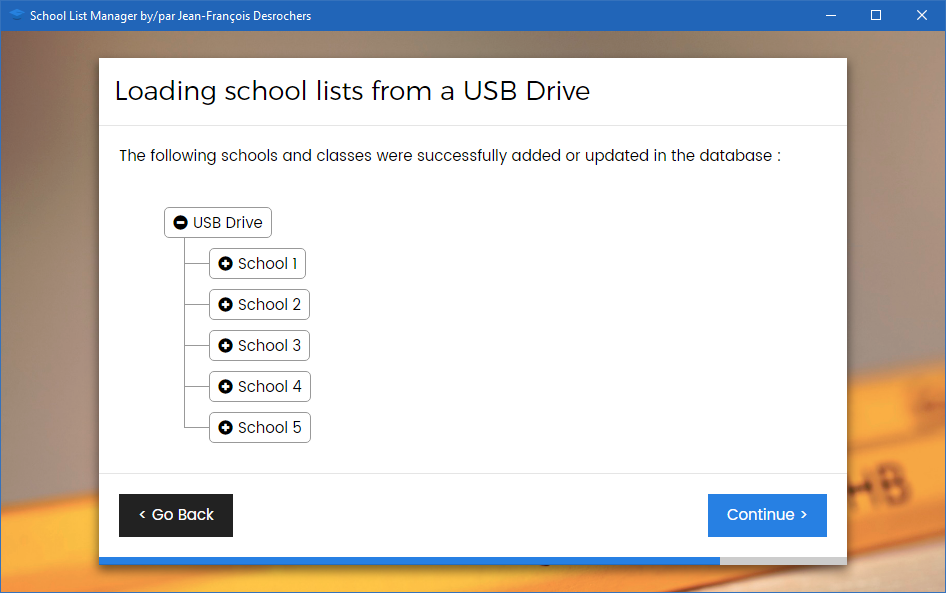 School List Manager by/par Jean-François Desrochers
Loading school lists from a USB Drive
The following schools and classes were successfully added or updated in the database :
USB Drive
School 1
School 2
School 3
School 4
School 5
HB
< Go Back
Continue >